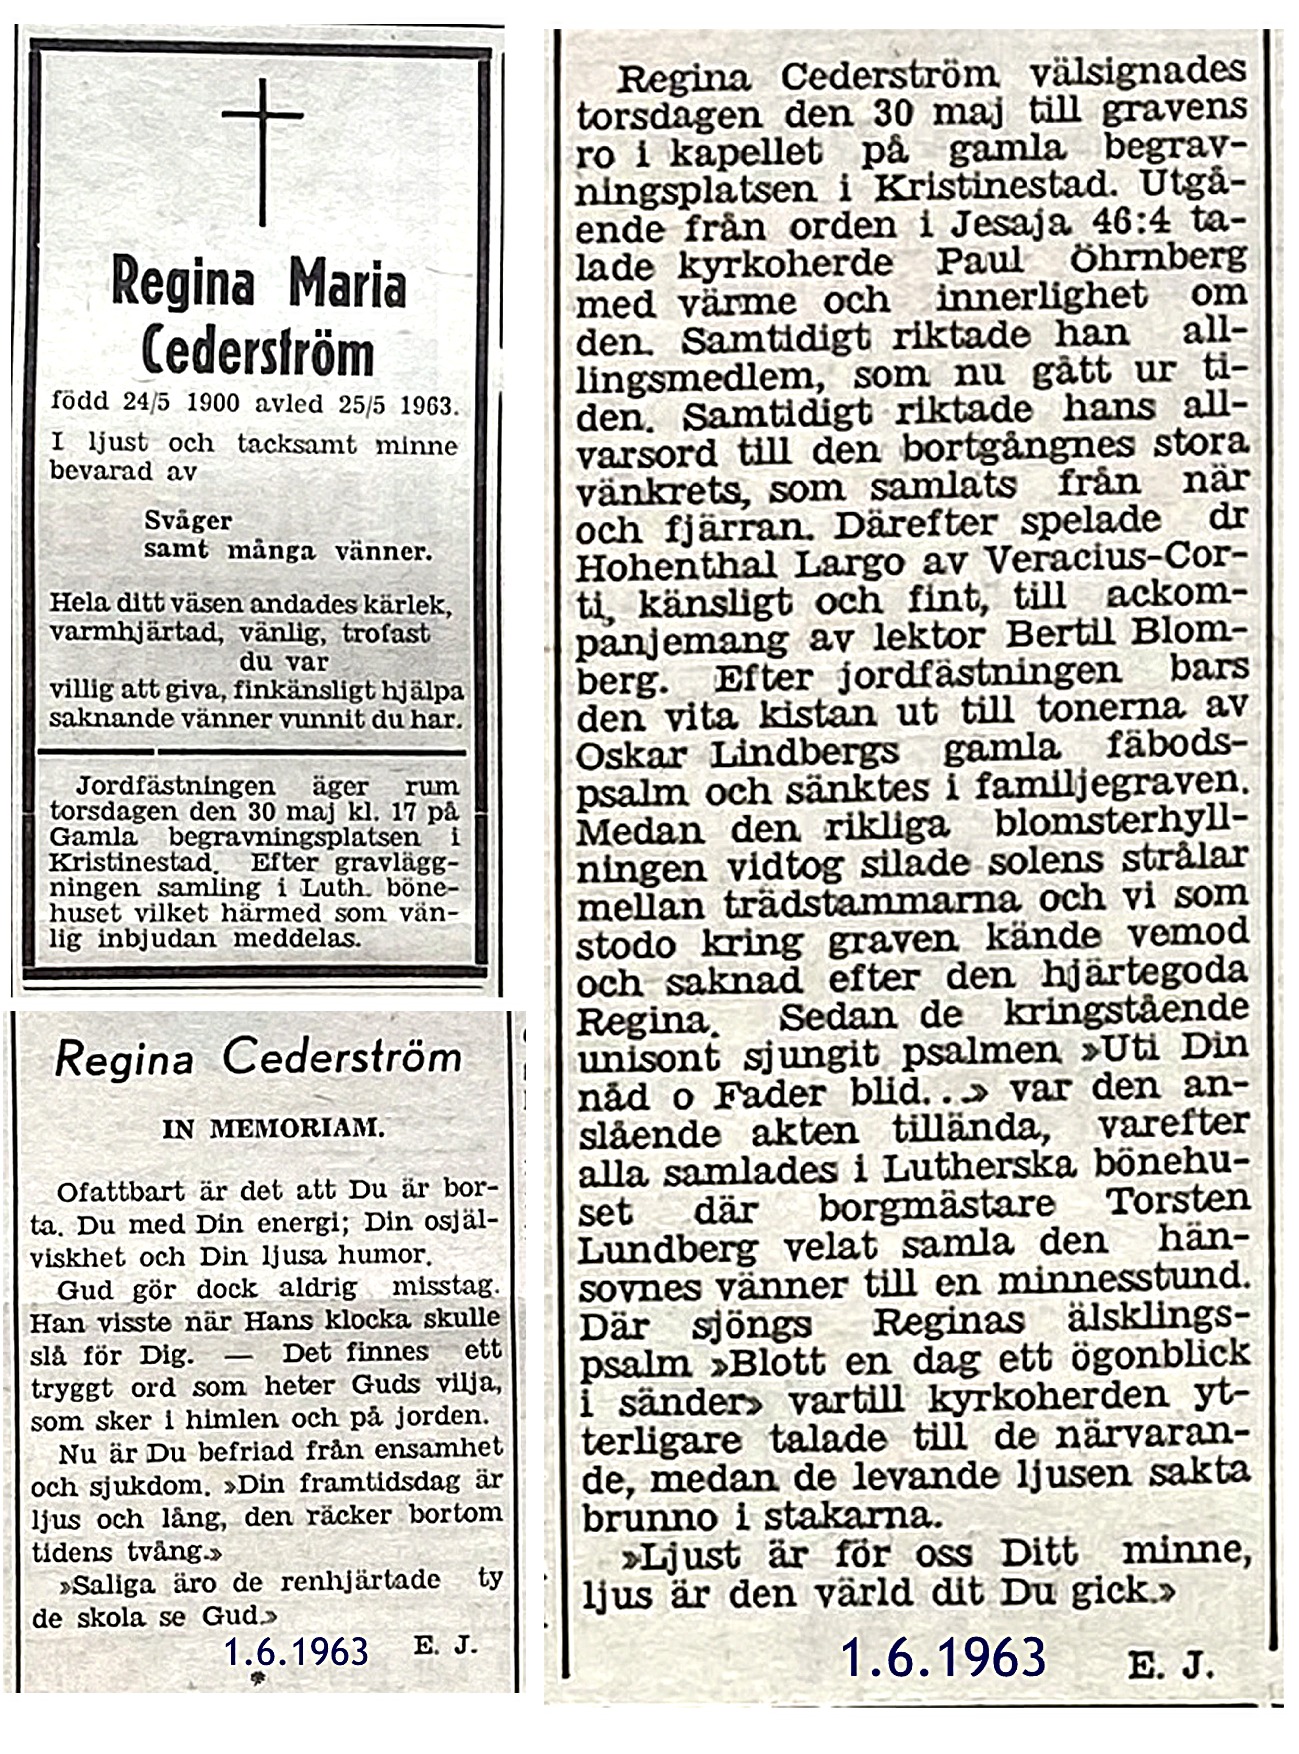 Regina Maria
Cederström
född 24/5 1900 avled 25/5 1963.
I ljust och tacksamt minne
bevarad av
Svåger
samt många vänner.
Hela ditt väsen andades kärlek,
varmhjärtad, vänlig, trofast
du var
villig att giva, finkänsligt hjälpa
saknande vänner vunnit du har.
Jordfästningen äger rum
torsdagen den 30 maj kl. 17 på
Gamla begravningsplatsen i
Kristinestad. Efter gravlägg-
ningen samling i Luth. böne-
huset vilket härmed som vän-
lig inbjudan meddelas.
Regina Cederström
IN MEMORIAM.
Ofattbart är det att Du är bor-
ta. Du med Din energi; Din osjäl-
viskhet och Din ljusa humor.
Gud gör dock aldrig misstag.
Han visste när Hans klocka skulle
slå för Dig. — Det finnes ett
tryggt ord som heter Guds vilja,
som sker i himlen och på jorden.
Nu är Du befriad från ensamhet
och sjukdom. »Din framtidsdag är
ljus och lång, den räcker bortom
tidens tvång.»
»Saliga äro de renhjärtade ty
de skola se Gud.»
1.6.1963 E. J.
Regina Cederström välsignades
torsdagen den 30 maj till gravens
ro i kapellet på gamla begrav-
ningsplatsen i Kristinestad. Utgå-
ende från orden i Jesaja 46:4 ta-
lade kyrkoherde Paul Öhrnberg
med värme och innerlighet om
den. Samtidigt riktade han all-
lingsmedlem, som nu gått ur ti-
den. Samtidigt riktade hans all-
varsord till den bortgångnes stora
vänkrets, som samlats från när
och fjärran. Därefter spelade dr
Hohenthal Largo av Veracius-Cor-
ti, känsligt och fint, till ackom-
panjemang av lektor Bertil Blom-
berg. Efter jordfästningen bars
den vita kistan ut till tonerna av
Oskar Lindbergs gamla fäbods-
psalm och sänktes i familjegraven.
Medan den rikliga blomsterhyll-
ningen vidtog silade solens strålar
mellan trädstammarna och vi som
stodo kring graven kände vemod
och saknad efter den hjärtegoda
Regina. Sedan de kringstående
unisont sjungit psalmen »Uti Din
nåd o Fader blid...» var den an-
slående akten tillända, varefter
alla samlades i Lutherska bönehu-
set där borgmästare Torsten
Lundberg velat samla den hän-
sovnes vänner till en minnesstund.
Där sjöngs Reginas älsklings-
psalm »Blott en dag ett ögonblick
i sänder» vartill kyrkoherden yt-
terligare talade till de närvaran-
de, medan de levande ljusen sakta
brunno i stakarna.
»Ljust är för oss Ditt minne,
ljus är den värld dit Du gick.»
1.6.1963 E. J.